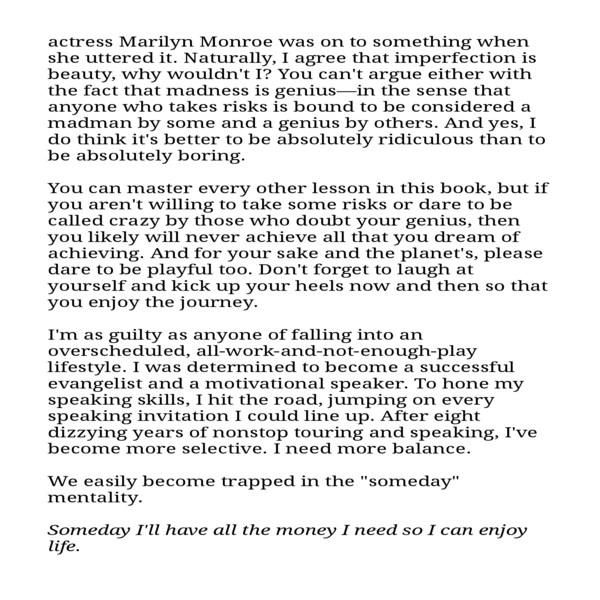 actress Marilyn Monroe was on to something when
she uttered it. Naturally, I agree that imperfection is
beauty, why wouldn't I? You can't argue either with
the fact that madness is genius—in the sense that
anyone who takes risks is bound to be considered a
madman by some and a genius by others. And yes, I
do think it's better to be absolutely ridiculous than to
be absolutely boring.
You can master every other lesson in this book, but if
you aren't willing to take some risks or dare to be
called crazy by those who doubt your genius, then
you likely will never achieve all that you dream of
achieving. And for your sake and the planet's, please
dare to be playful too. Don't forget to laugh at
yourself and kick up your heels now and then so that
you enjoy the journey.
I'm as guilty as anyone of falling into an
overscheduled, all-work-and-not-enough-play
lifestyle. I was determined to become a successful
evangelist and a motivational speaker. To hone my
speaking skills, I hit the road, jumping on every
speaking invitation I could line up. After eight
dizzying years of nonstop touring and speaking, I've
become more selective. I need more balance.
We easily become trapped in the "someday"
mentality.
Someday I'll have all the money I need so I can enjoy
life.